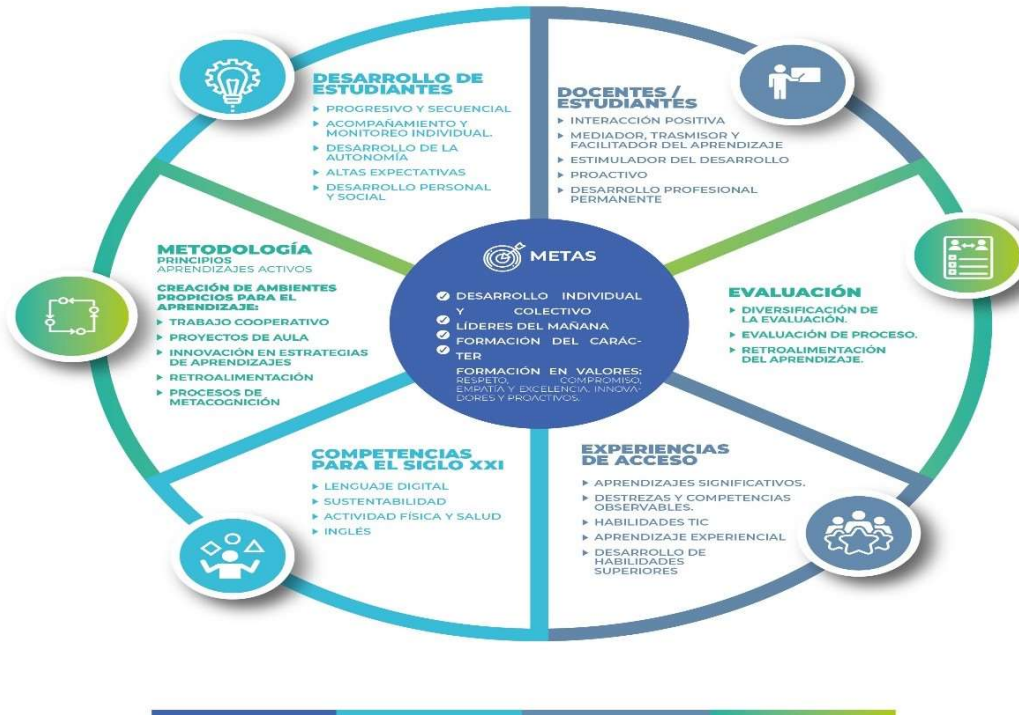 DESARROLLO DE
ESTUDIANTES
▸ PROGRESIVO Y SECUENCIAL
▸ ACOMPAÑAMIENTO Y
MONITOREO INDIVIDUAL.
▸ DESARROLLO DE LA
AUTONOMÍA
▸ ALTAS EXPECTATIVAS
▸ DESARROLLO PERSONAL
Y SOCIAL
DOCENTES /
ESTUDIANTES
▸ INTERACCIÓN POSITIVA
▸ MEDIADOR, TRASMISOR Y
FACILITADOR DEL APRENDIZAJE
▸ ESTIMULADOR DEL DESARROLLO
▸ PROACTIVO
▸ DESARROLLO PROFESIONAL
PERMANENTE
METODOLOGÍA
PRINCIPIOS
APRENDIZAJES ACTIVOS
CREACIÓN DE AMBIENTES
PROPICIOS PARA EL
APRENDIZAJE:
▸ TRABAJO COOPERATIVO
▸ PROYECTOS DE AULA
▸ INNOVACIÓN EN ESTRATEGIAS
DE APRENDIZAJES
▸ RETROALIMENTACIÓN
▸ PROCESOS DE
METACOGNICIÓN
METAS
DESARROLLO INDIVIDUAL
Y COLECTIVO
LÍDERES DEL MAÑANA
FORMACIÓN DEL CARÁC-
TER
FORMACIÓN EN VALORES:
RESPETO, COMPROMISO,
EMPATÍA Y EXCELENCIA, INNOVA-
DORES Y PROACTIVOS.
EVALUACIÓN
▸ DIVERSIFICACIÓN DE
LA EVALUACIÓN.
▸ EVALUACIÓN DE PROCESO.
▸ RETROALIMENTACIÓN
DEL APRENDIZAJE.
COMPETENCIAS
PARA EL SIGLO XXI
▸ LENGUAJE DIGITAL
▸ SUSTENTABILIDAD
▸ ACTIVIDAD FÍSICA Y SALUD
▸ INGLÉS
EXPERIENCIAS
DE ACCESO
▸ APRENDIZAJES SIGNIFICATIVOS.
▸ DESTREZAS Y COMPETENCIAS
OBSERVABLES.
▸ HABILIDADES TIC
▸ APRENDIZAJE EXPERIENCIAL
▸ DESARROLLO DE
HABILIDADES
SUPERIORES